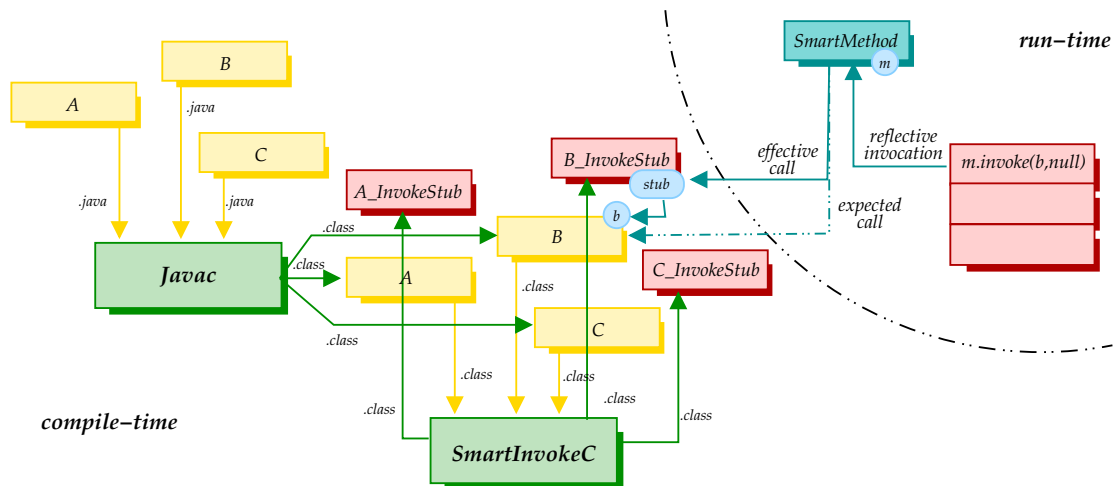 SmartMethod
m
run-time
B
A
.java
C
.java
.java
B_InvokeStub
effective
call
reflective
invocation
m.invoke(b,null)
A_InvokeStub
stub
b
expected
call
.class
B
Javac
.class
A
C_InvokeStub
.class
C
.class
.class
.class
.class
.class
.class
compile-time
SmartInvokeC